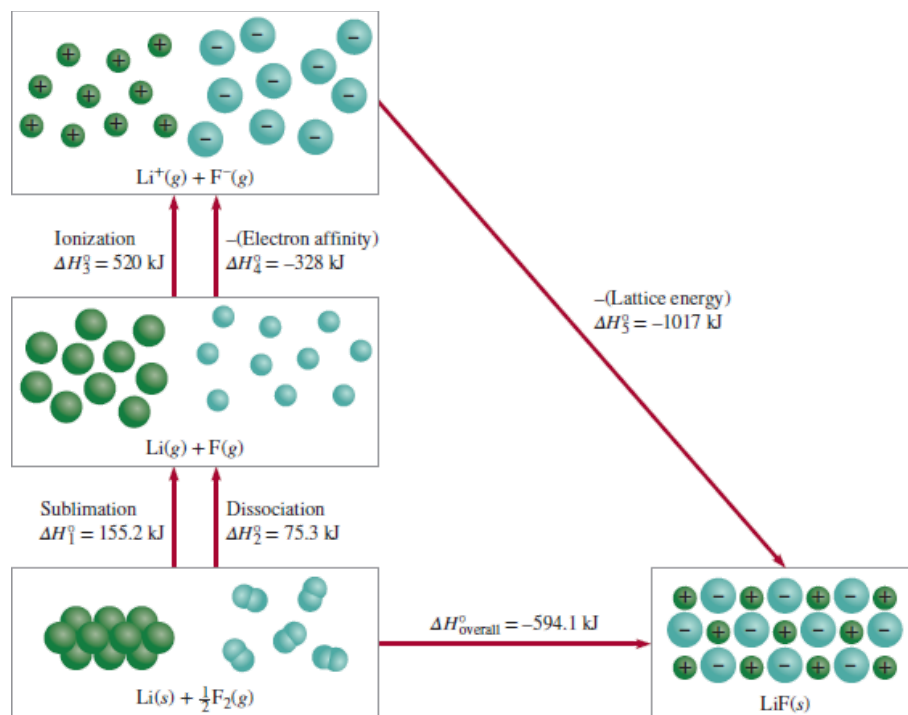 Li⁺(g) + F⁻(g)
Ionization
ΔH°₃ = 520 kJ
–(Electron affinity)
ΔH°₄ = –328 kJ
–(Lattice energy)
ΔH°₅ = –1017 kJ
Li(g) + F(g)
Sublimation
ΔH°₁ = 155.2 kJ
Dissociation
ΔH°₂ = 75.3 kJ
ΔH°overall = –594.1 kJ
Li(s) + ½F₂(g)
LiF(s)